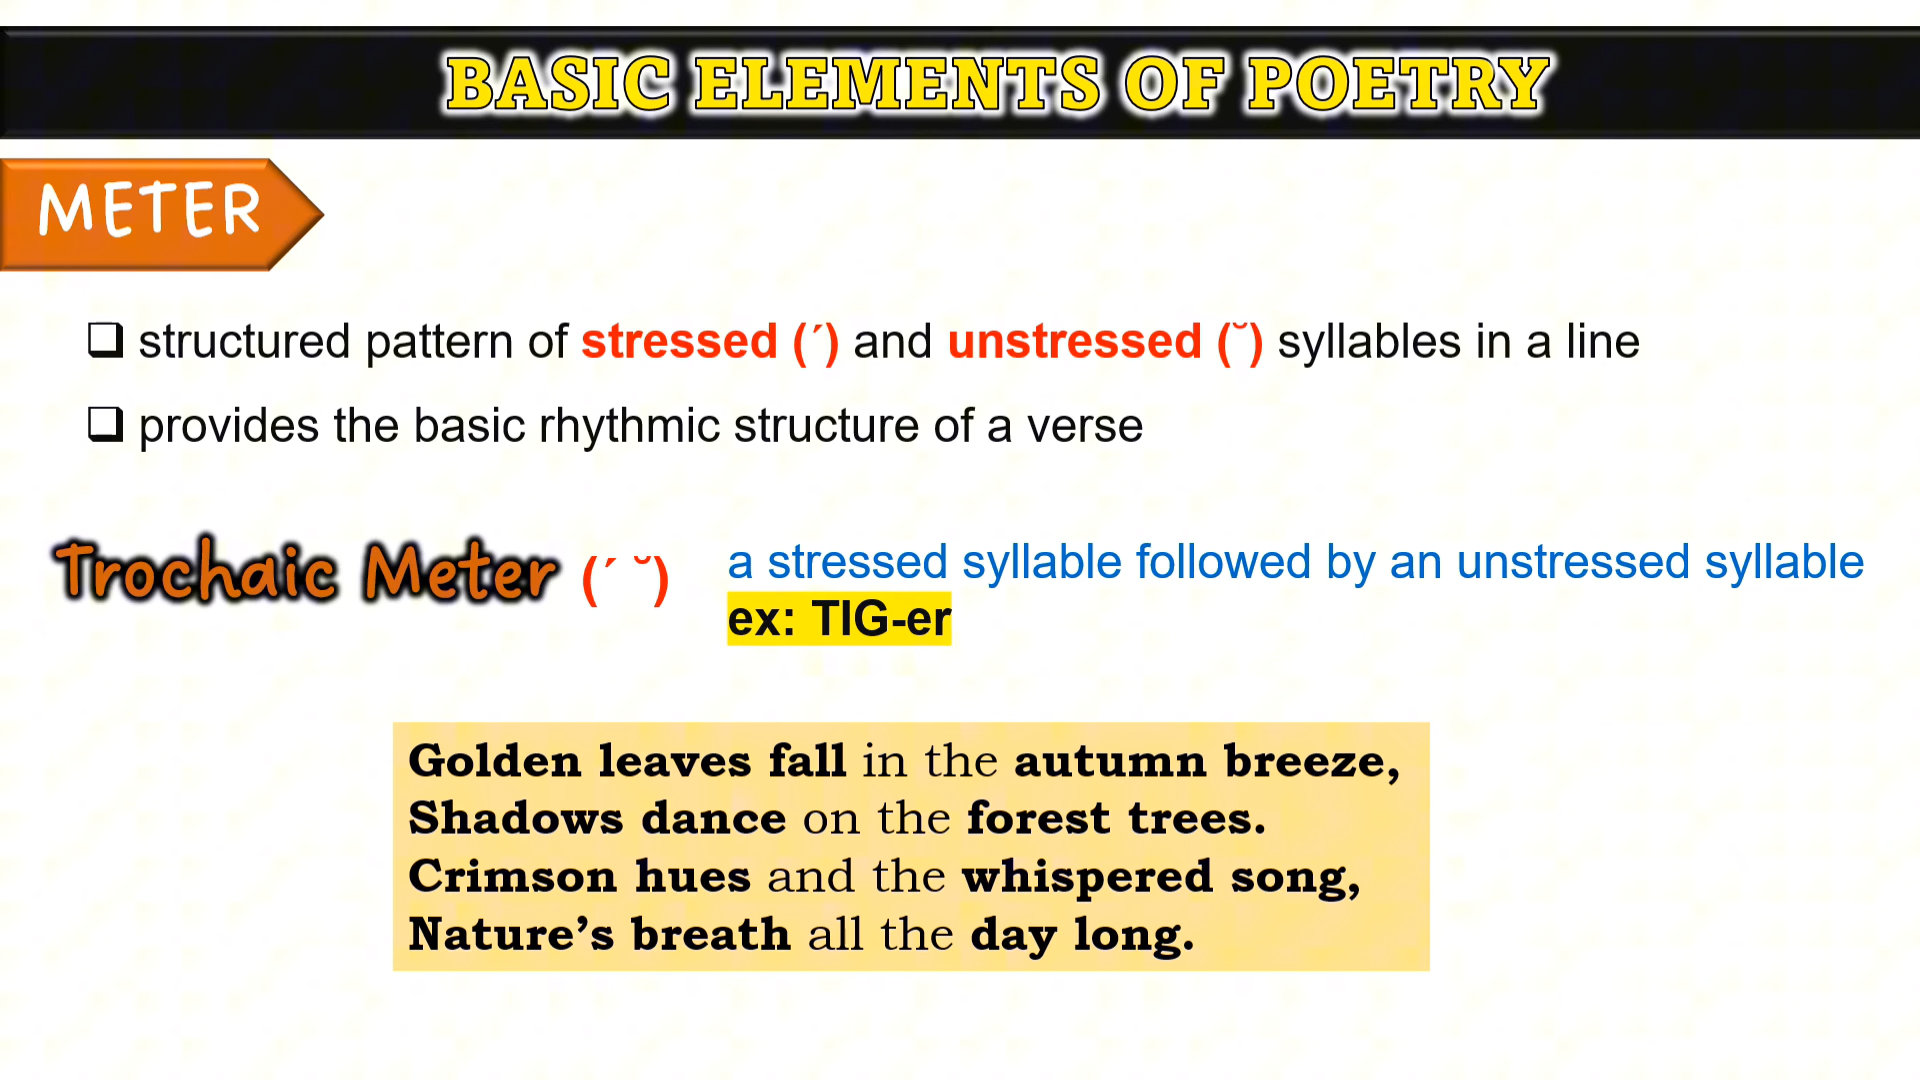 BASIC ELEMENTS OF POETRY
METER
❑ structured pattern of stressed (´) and unstressed (˘) syllables in a line
❑ provides the basic rhythmic structure of a verse
Trochaic Meter (´ ˘)
a stressed syllable followed by an unstressed syllable
ex: TIG-er
Golden leaves fall in the autumn breeze,
Shadows dance on the forest trees.
Crimson hues and the whispered song,
Nature’s breath all the day long.